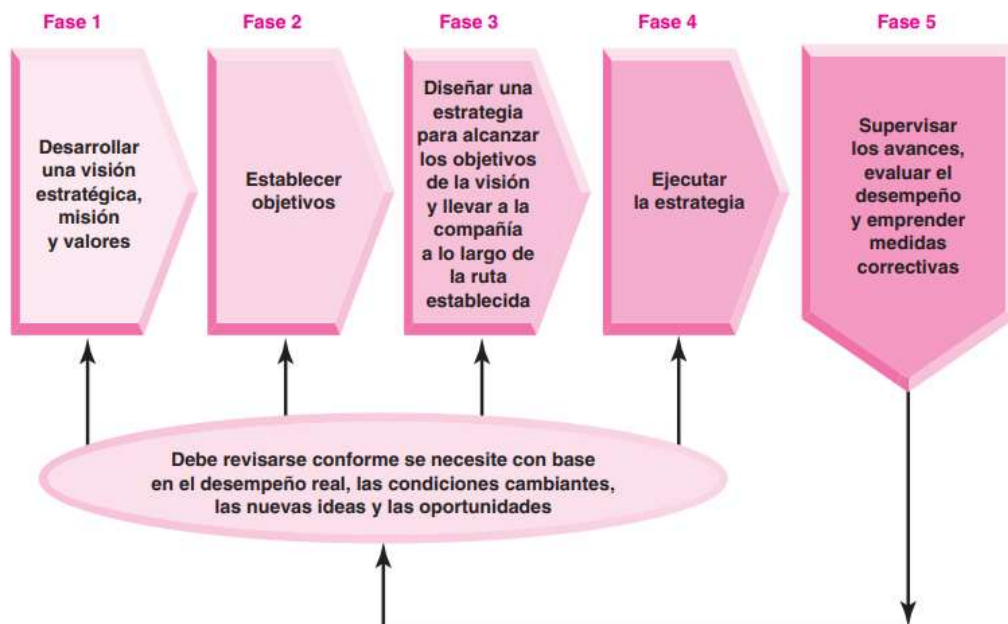 Fase 1
Fase 2
Fase 3
Fase 4
Fase 5
Desarrollar
una visión
estratégica,
misión
y valores
Establecer
objetivos
Diseñar una
estrategia
para alcanzar
los objetivos
de la visión
y llevar a la
compañía
a lo largo de
la ruta
establecida
Ejecutar
la estrategia
Supervisar
los avances,
evaluar el
desempeño
y emprender
medidas
correctivas
Debe revisarse conforme se necesite con base
en el desempeño real, las condiciones cambiantes,
las nuevas ideas y las oportunidades